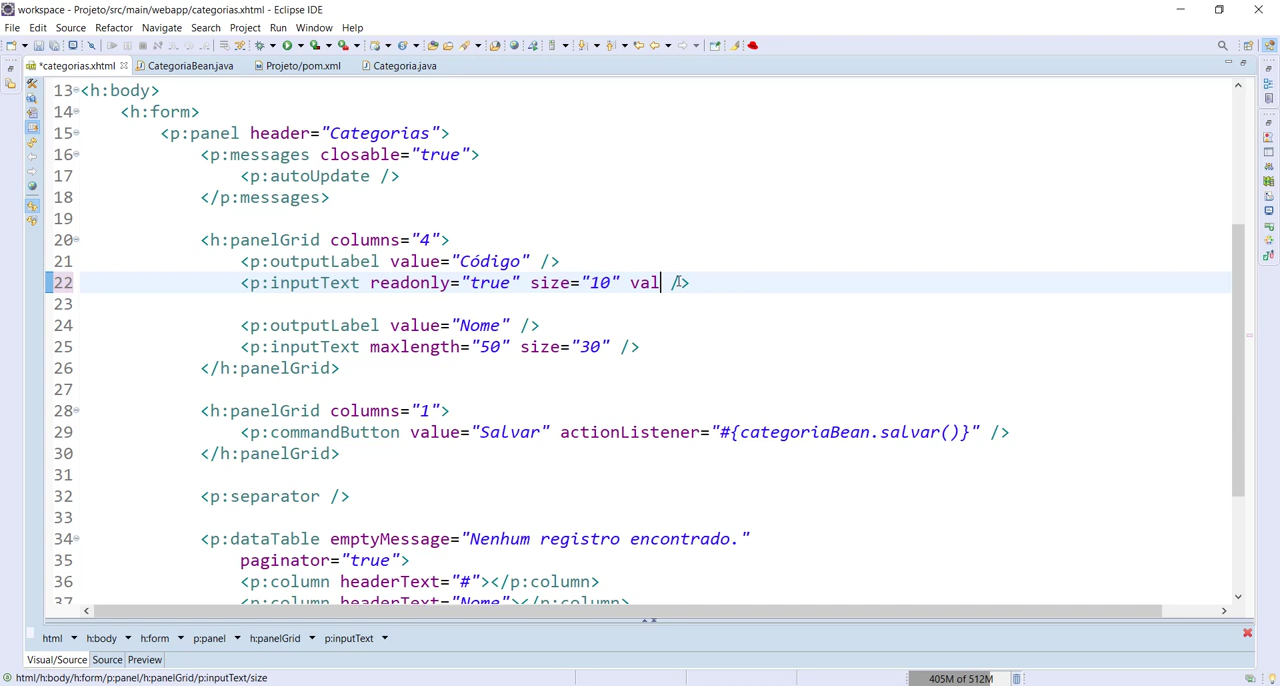 workspace - Projeto/src/main/webapp/categorias.xhtml - Eclipse IDE
File Edit Source Refactor Navigate Search Project Run Window Help
*categorias.xhtml CategoriaBean.java Projeto/pom.xml Categoria.java
13 <h:body>
14 <h:form>
15 <p:panel header="Categorias">
16 <p:messages closable="true">
17 <p:autoUpdate />
18 </p:messages>
19
20 <h:panelGrid columns="4">
21 <p:outputLabel value="Código" />
22 <p:inputText readonly="true" size="10" val />
23
24 <p:outputLabel value="Nome" />
25 <p:inputText maxlength="50" size="30" />
26 </h:panelGrid>
27
28 <h:panelGrid columns="1">
29 <p:commandButton value="Salvar" actionListener="#{categoriaBean.salvar()}" />
30 </h:panelGrid>
31
32 <p:separator />
33
34 <p:dataTable emptyMessage="Nenhum registro encontrado."
35 paginator="true">
36 <p:column headerText="#"></p:column>
37 <p:column headerText="Nome"></p:column>
html h:body h:form p:panel h:panelGrid p:inputText
Visual/Source Source Preview
html/h:body/h:form/p:panel/h:panelGrid/p:inputText/size 405M of 512M